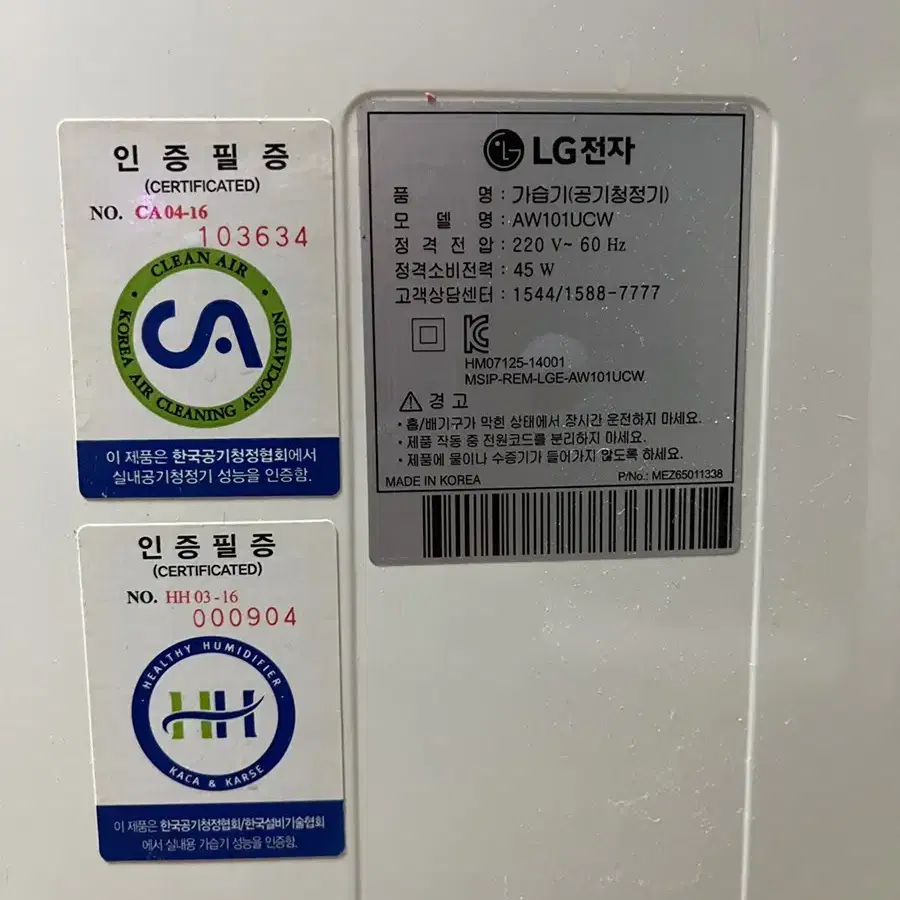 인증필증
(CERTIFICATED)
NO. CA 04-16
103634
CLEAN AIR
CA
KOREA AIR CLEANING ASSOCIATION
이 제품은 한국공기청정협회에서
실내공기청정기 성능을 인증함.
인증필증
(CERTIFICATED)
NO. HH 03-16
000904
HEALTHY HUMIDIFIER
HH
KACA & KARSE
이 제품은 한국공기청정협회/한국설비기술협회
에서 실내용 가습기 성능을 인증함.
LG전자
품 명 : 가습기(공기청정기)
모 델 명 : AW101UCW
정 격 전 압 : 220 V~ 60 Hz
정격소비전력 : 45 W
고객상담센터 : 1544/1588-7777
HM07125-14001
MSIP-REM-LGE-AW101UCW
경 고
· 흡/배기구가 막힌 상태에서 장시간 운전하지 마세요.
· 제품 작동 중 전원코드를 분리하지 마세요.
· 제품에 물이나 수증기가 들어가지 않도록 하세요.
MADE IN KOREA P/No.: MEZ65011338